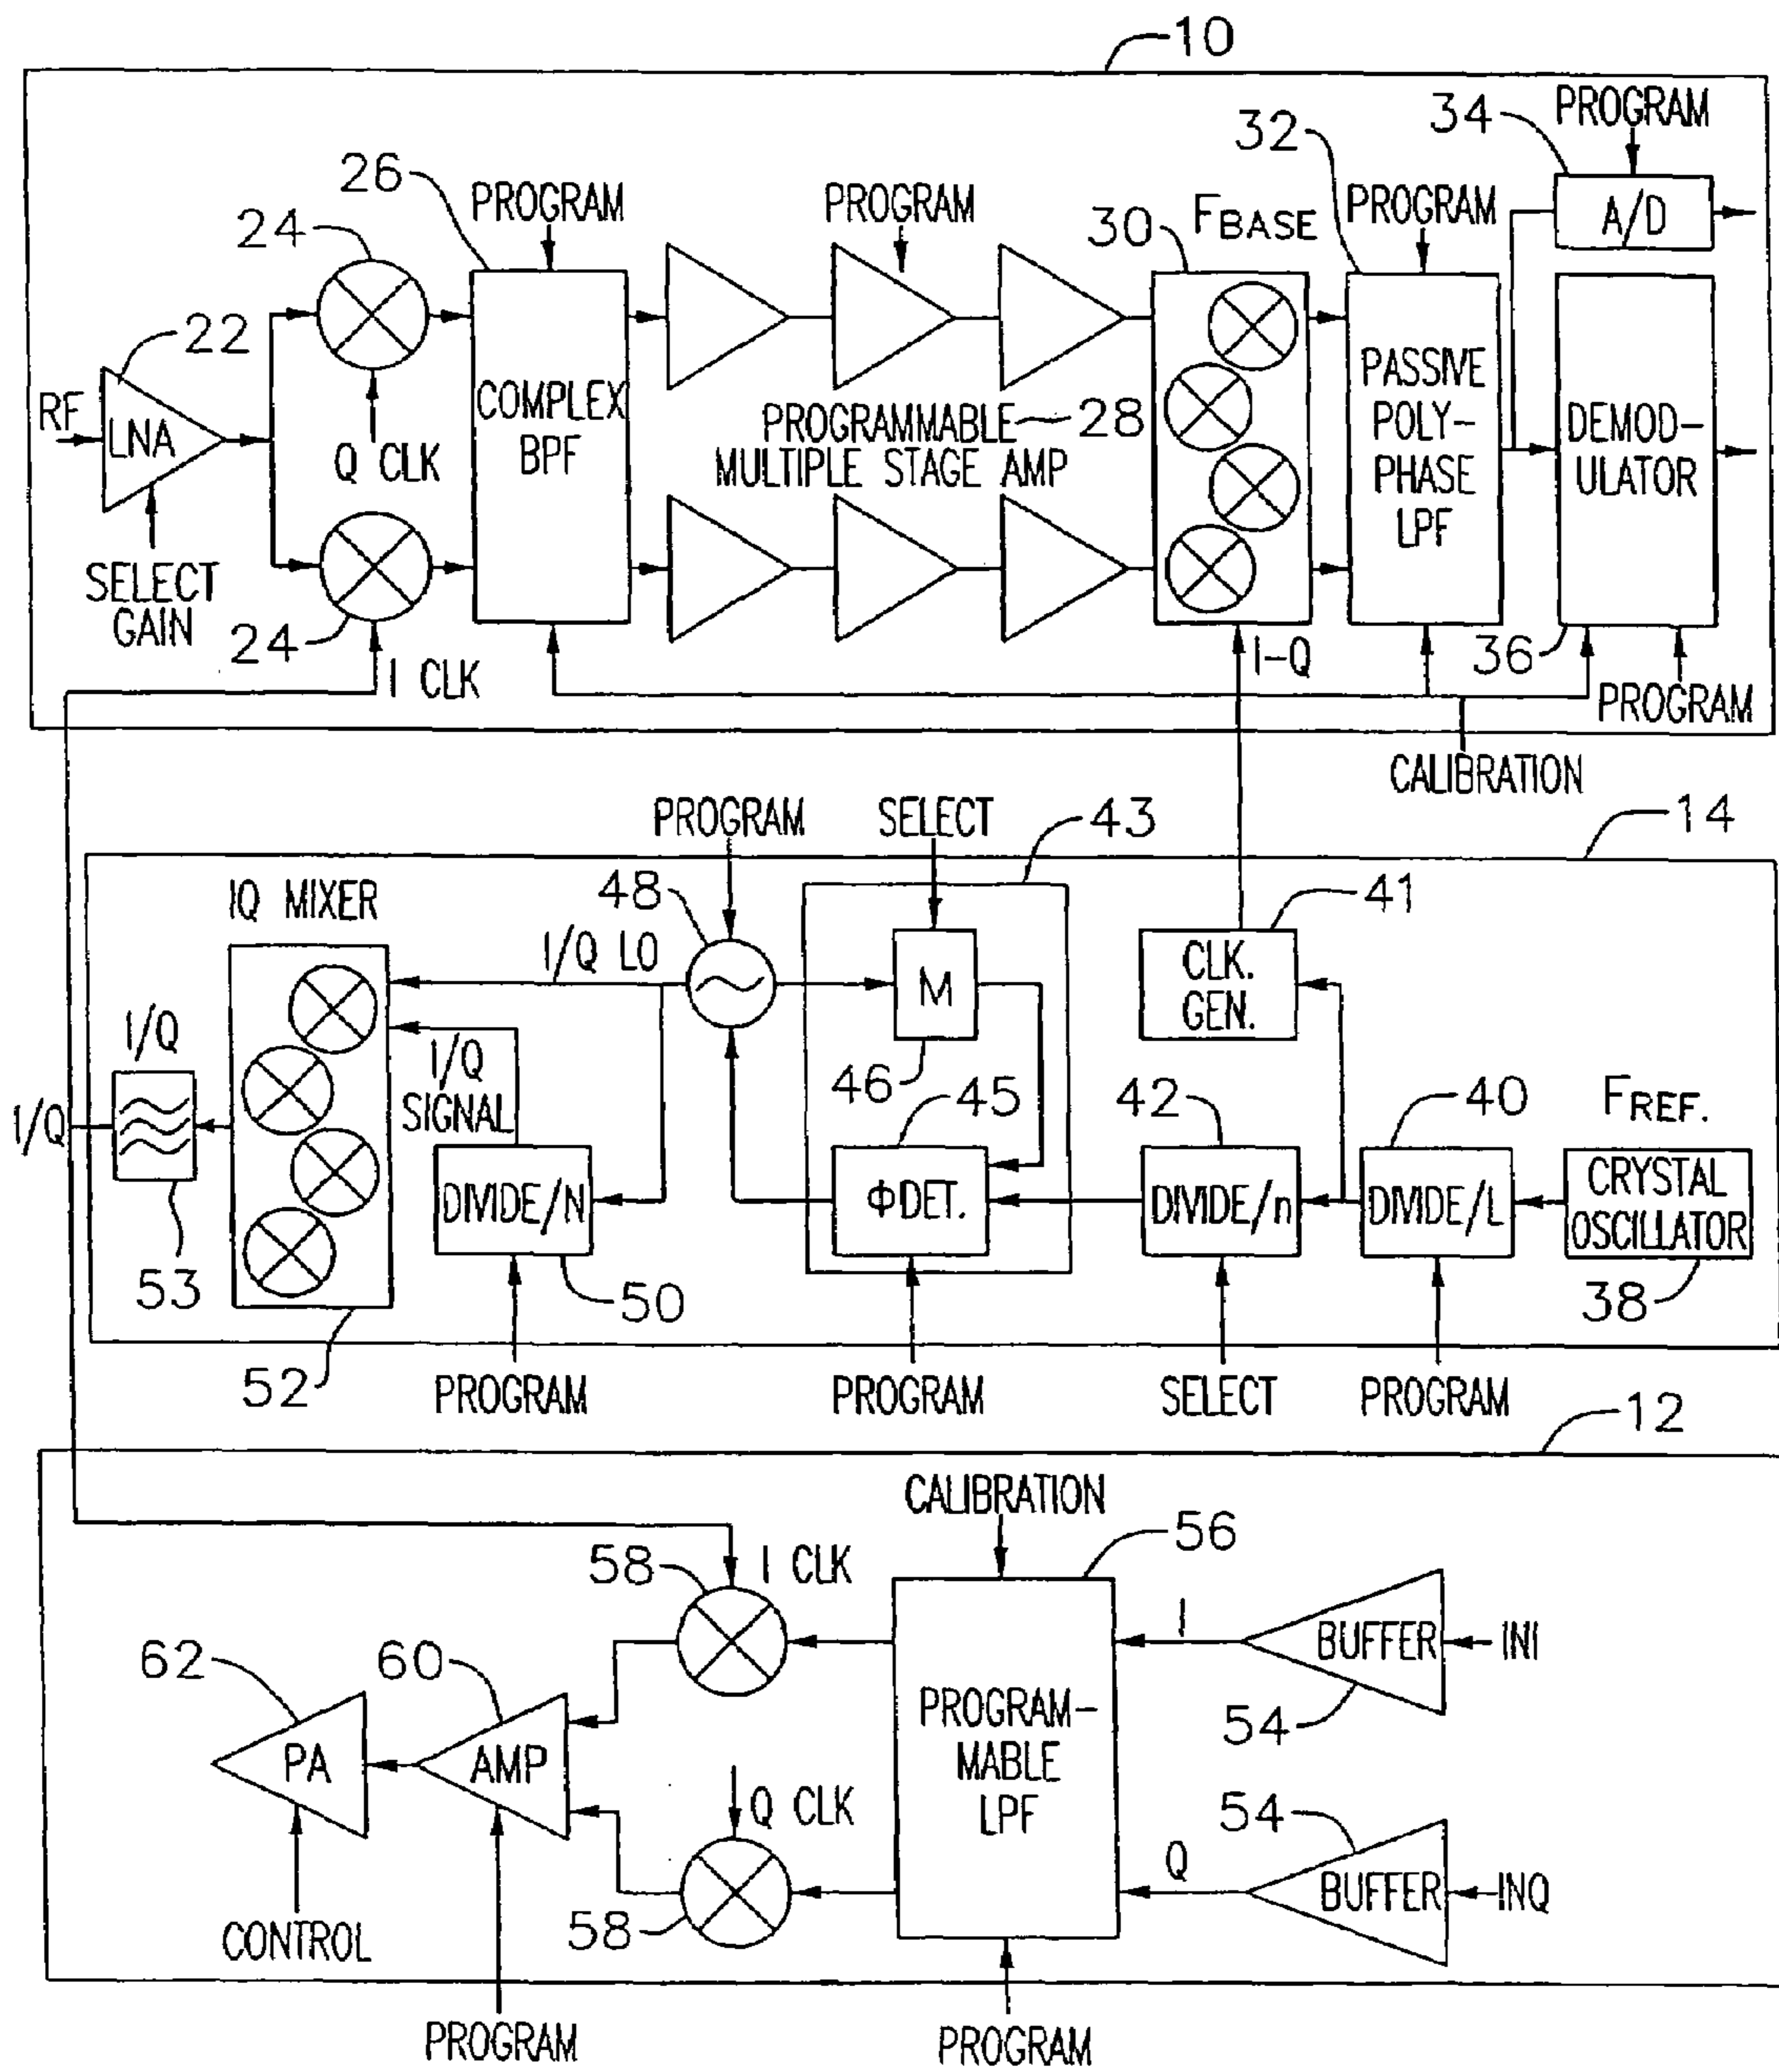 10
PROGRAM
34
A/D
32
PROGRAM
26
PROGRAM
PROGRAM
FBASE
30
24
22
RF
LNA
Q CLK
COMPLEX
BPF
PROGRAMMABLE
MULTIPLE STAGE AMP
28
PASSIVE
POLY-
PHASE
LPF
DEMOD-
ULATOR
SELECT
GAIN
24
I CLK
I-Q
36
PROGRAM
CALIBRATION
PROGRAM
SELECT
43
14
IQ MIXER
48
I/Q LO
M
46
41
CLK.
GEN.
I/Q
I/Q
I/Q
SIGNAL
45
42
40
FREF.
DIVIDE/N
ΦDET.
DIVIDE/n
DIVIDE/L
CRYSTAL
OSCILLATOR
53
50
38
52
PROGRAM
PROGRAM
SELECT
PROGRAM
12
CALIBRATION
56
58
I CLK
I
BUFFER
INI
54
62
60
PA
AMP
PROGRAM-
MABLE
LPF
Q CLK
54
Q
BUFFER
INQ
58
CONTROL
PROGRAM
PROGRAM